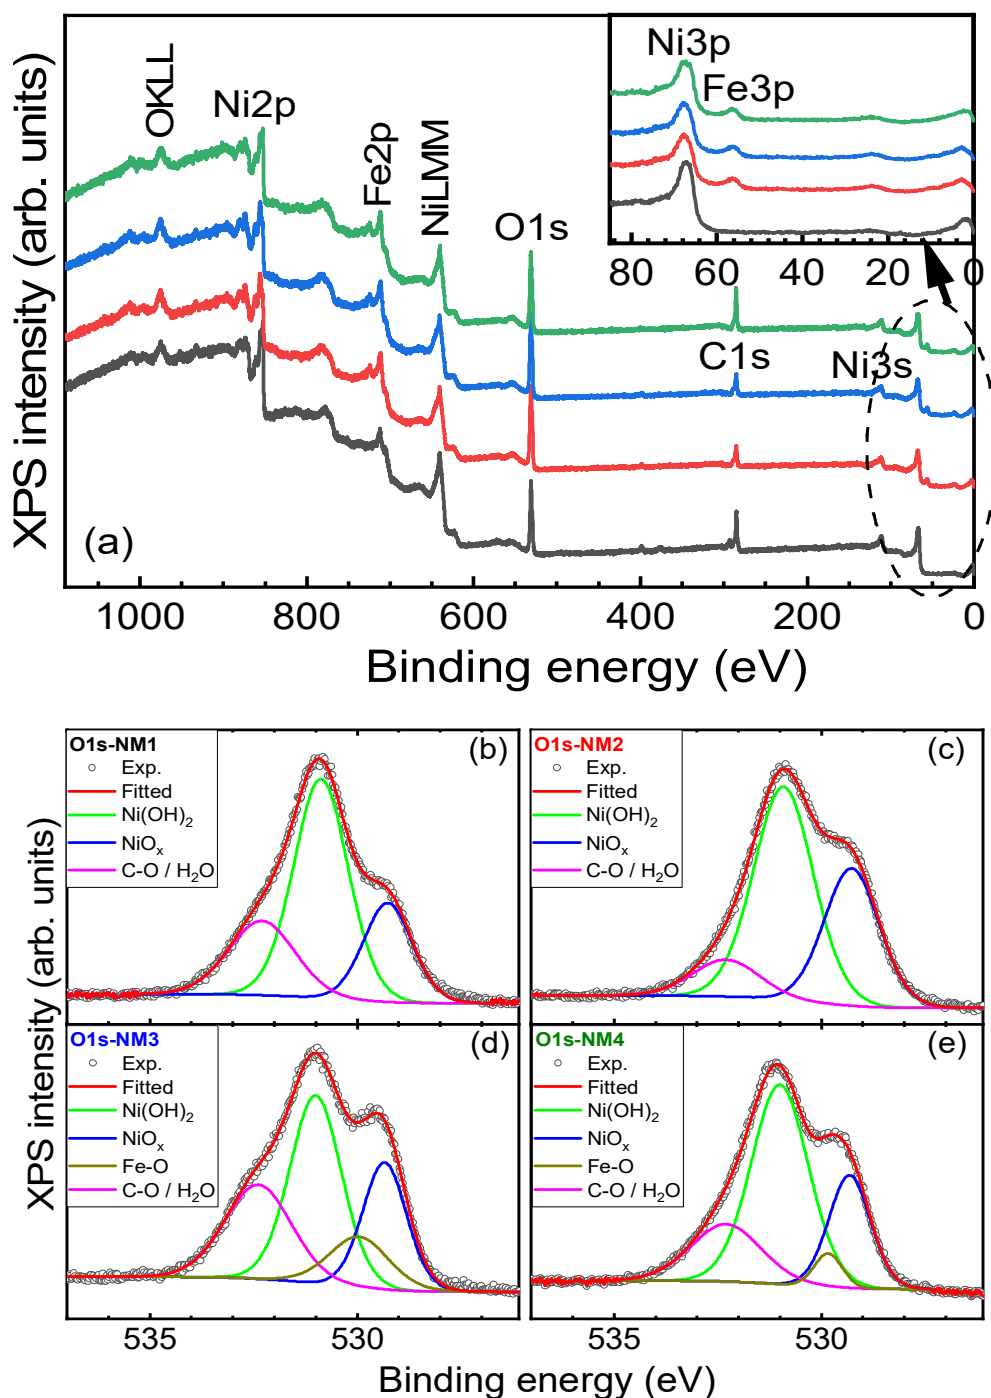 XPS intensity (arb. units)
OKLL
Ni2p
Fe2p
NiLMM
O1s
C1s
Ni3s
Ni3p
Fe3p
80 60 40 20 0
(a)
1000 800 600 400 200 0
Binding energy (eV)
XPS intensity (arb. units)
O1s-NM1
Exp.
Fitted
Ni(OH)₂
NiOₓ
C-O / H₂O
(b)
O1s-NM2
Exp.
Fitted
Ni(OH)₂
NiOₓ
C-O / H₂O
(c)
O1s-NM3
Exp.
Fitted
Ni(OH)₂
NiOₓ
Fe-O
C-O / H₂O
(d)
O1s-NM4
Exp.
Fitted
Ni(OH)₂
NiOₓ
Fe-O
C-O / H₂O
(e)
535 530 535 530
Binding energy (eV)